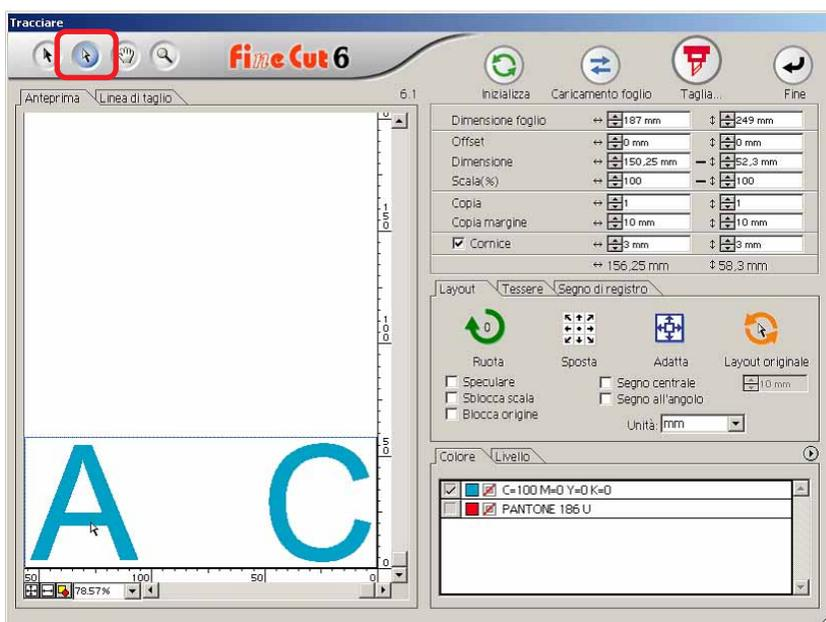 Tracciare
Fine Cut 6
Inizializza Caricamento foglio Taglia... Fine
Anteprima Linea di taglio 6.1
Dimensione foglio 187 mm 249 mm
Offset 0 mm 0 mm
Dimensione 150,25 mm 52,3 mm
Scala(%) 100 100
Copia 1 1
Copia margine 10 mm 10 mm
Cornice 3 mm 3 mm
156,25 mm 58,3 mm
Layout Tessere Segno di registro
0
Ruota Sposta Adatta Layout originale
Speculare Segno centrale 10 mm
Sblocca scala Segno all'angolo
Blocca origine Unità: mm
Colore Livello
C=100 M=0 Y=0 K=0
PANTONE 186 U
A C
150
100
50
0
50 100 50 0
78.57%